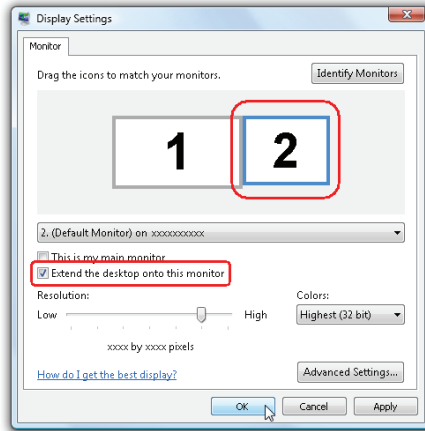 Display Settings
Monitor
Drag the icons to match your monitors.
Identify Monitors
1
2
2. (Default Monitor) on xxxxxxxxxx
This is my main monitor
Extend the desktop onto this monitor
Resolution:
Colors:
Low
High
Highest (32 bit)
xxxx by xxxx pixels
How do I get the best display?
Advanced Settings...
OK
Cancel
Apply